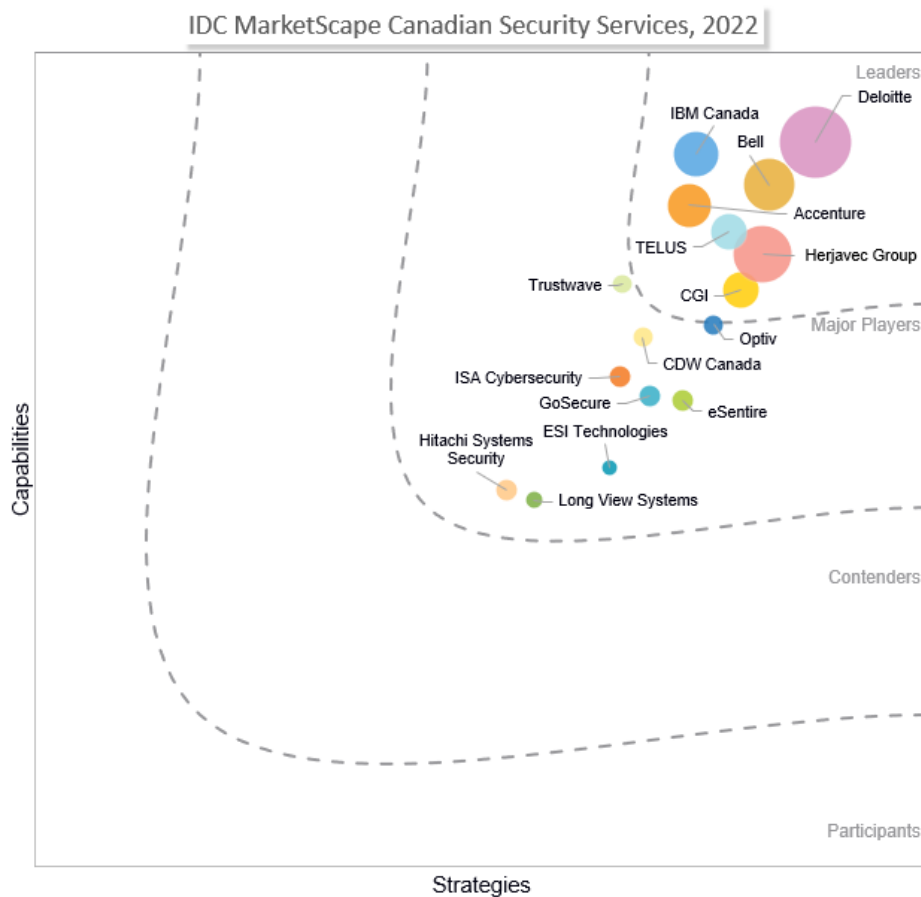 IDC MarketScape Canadian Security Services, 2022
Leaders
Deloitte
IBM Canada
Bell
Accenture
TELUS
Herjavec Group
Trustwave
CGI
Major Players
Optiv
CDW Canada
ISA Cybersecurity
GoSecure
eSentire
ESI Technologies
Hitachi Systems
Security
Long View Systems
Capabilities
Contenders
Participants
Strategies